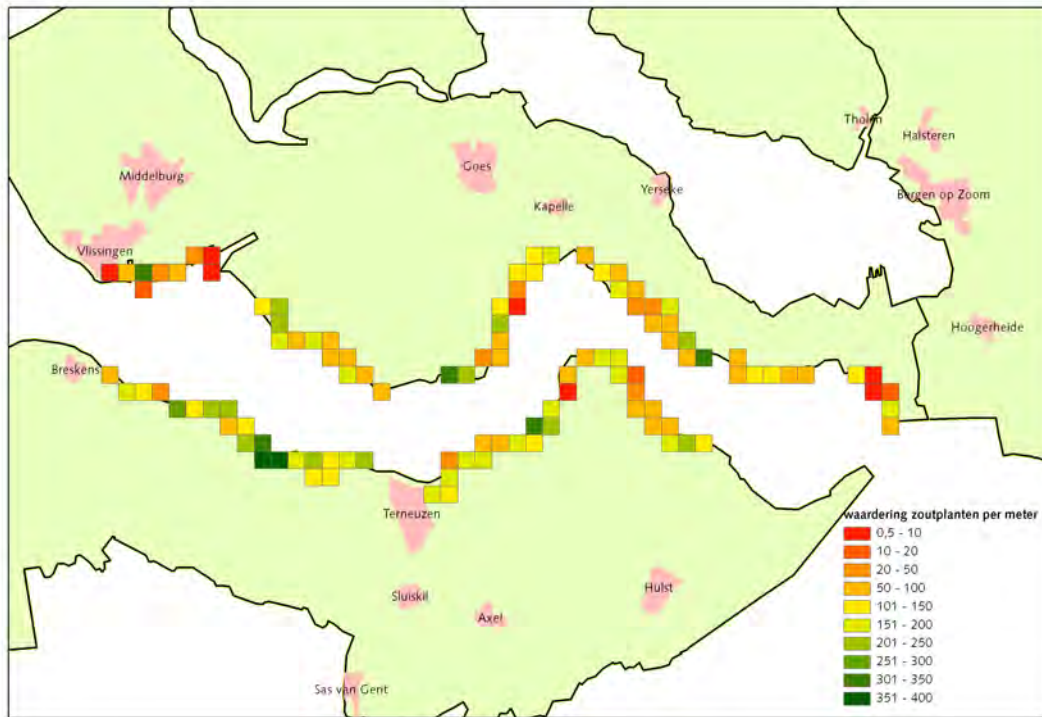 Tholen
Halsteren
Middelburg
Goes
Yerseke
Bergen op Zoom
Kapelle
Vlissingen
Hoogerheide
Breskens
Terneuzen
waardering zoutplanten per meter
0,5 - 10
10 - 20
20 - 50
50 - 100
101 - 150
151 - 200
201 - 250
251 - 300
301 - 350
351 - 400
Sluiskil
Hulst
Axel
Sas van Gent